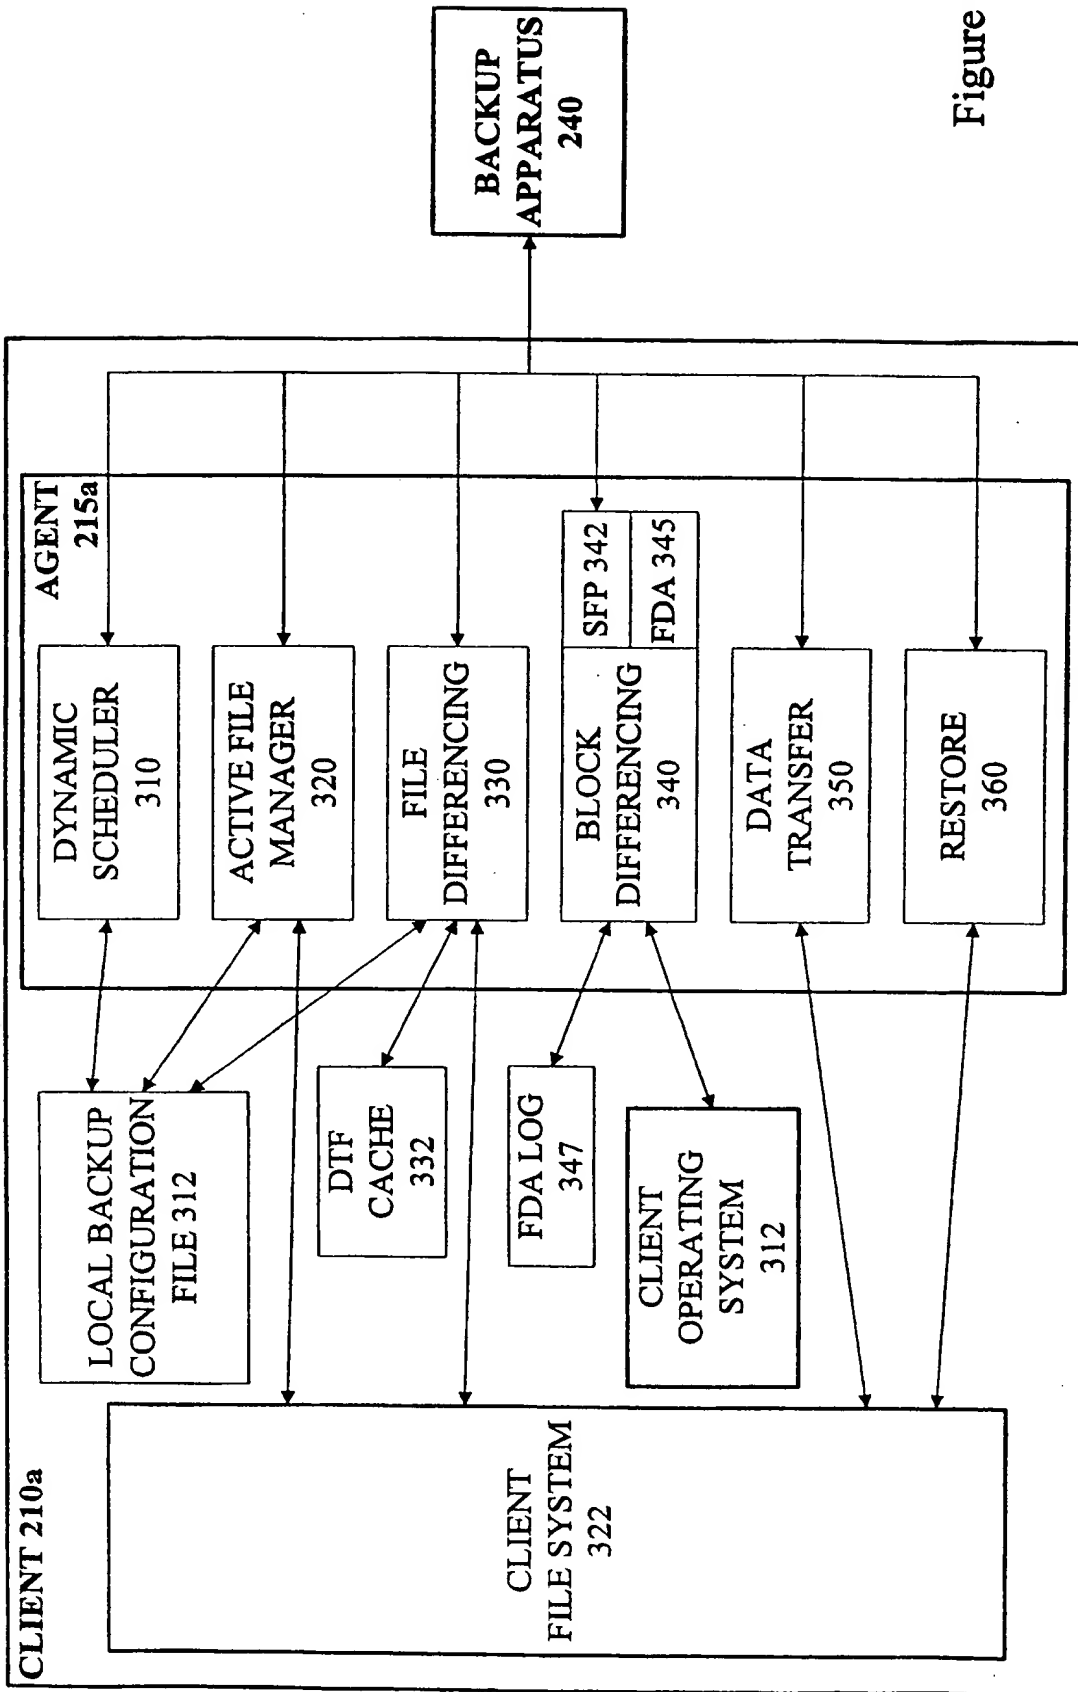 CLIENT 210a
CLIENT
FILE SYSTEM
322
LOCAL BACKUP
CONFIGURATION
FILE 312
DTF
CACHE
332
FDA LOG
347
CLIENT
OPERATING
SYSTEM
312
AGENT
215a
DYNAMIC
SCHEDULER
310
ACTIVE FILE
MANAGER
320
FILE
DIFFERENCING
330
BLOCK
DIFFERENCING
340
SFP 342
FDA 345
DATA
TRANSFER
350
RESTORE
360
BACKUP
APPARATUS
240
Figure